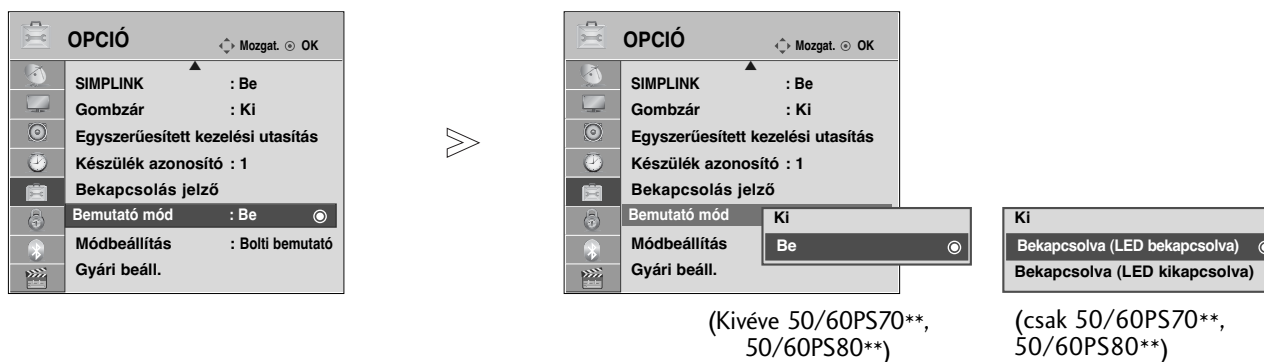 OPCIÓ Mozgat. OK
SIMPLINK : Be
Gombzár : Ki
Egyszerűesített kezelési utasítás
Készülék azonosító : 1
Bekapcsolás jelző
Bemutató mód : Be
Módbeállítás : Bolti bemutató
Gyári beáll.
OPCIÓ Mozgat. OK
SIMPLINK : Be
Gombzár : Ki
Egyszerűesített kezelési utasítás
Készülék azonosító : 1
Bekapcsolás jelző
Bemutató mód
Módbeállítás
Gyári beáll.
Ki
Be
(Kivéve 50/60PS70**,
50/60PS80**)
Ki
Bekapcsolva (LED bekapcsolva)
Bekapcsolva (LED kikapcsolva)
(csak 50/60PS70**,
50/60PS80**)